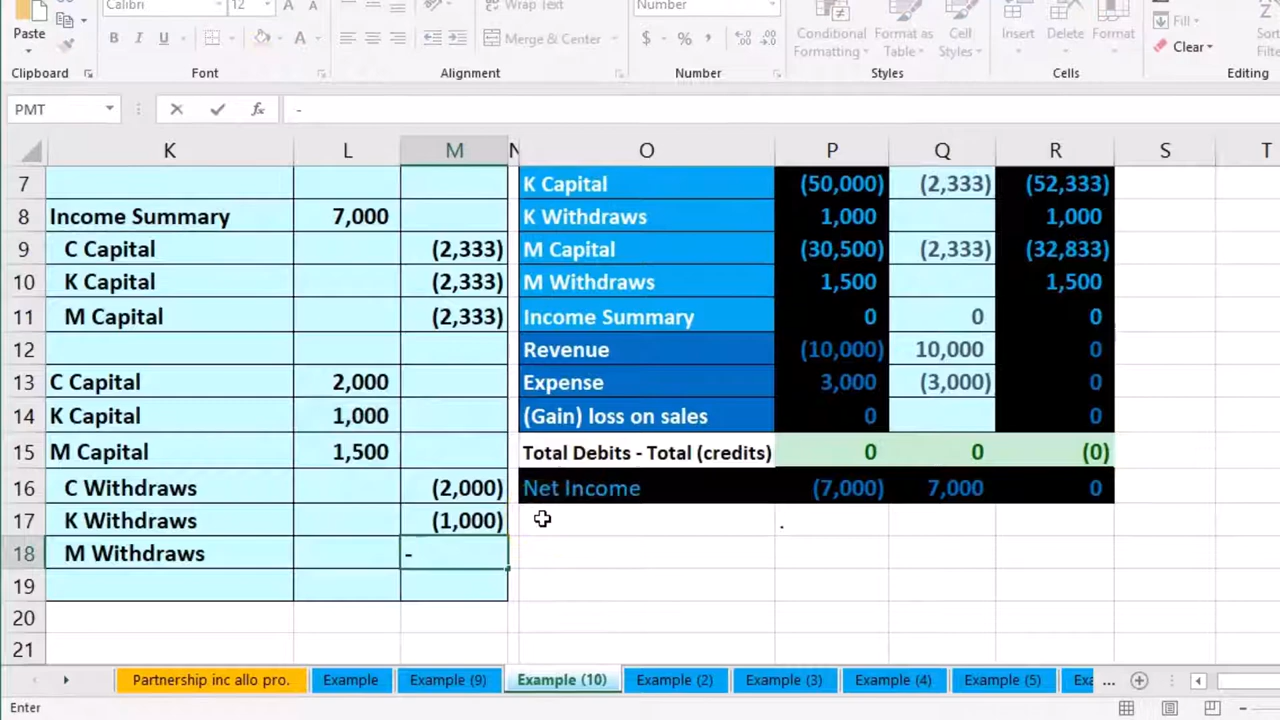 Calibri 12 A A Wrap Text Number
Paste B I U A Merge & Center $ % , Conditional Formatting Format as Table Cell Styles Insert Delete Format Fill Clear
Clipboard Font Alignment Number Styles Cells Editing
PMT fx -
K L M N O P Q R S T
7 K Capital (50,000) (2,333) (52,333)
8 Income Summary 7,000 K Withdraws 1,000 1,000
9 C Capital (2,333) M Capital (30,500) (2,333) (32,833)
10 K Capital (2,333) M Withdraws 1,500 1,500
11 M Capital (2,333) Income Summary 0 0 0
12 Revenue (10,000) 10,000 0
13 C Capital 2,000 Expense 3,000 (3,000) 0
14 K Capital 1,000 (Gain) loss on sales 0 0
15 M Capital 1,500 Total Debits - Total (credits) 0 0 (0)
16 C Withdraws (2,000) Net Income (7,000) 7,000 0
17 K Withdraws (1,000) .
18 M Withdraws -
19
20
21
Partnership inc allo pro. Example Example (9) Example (10) Example (2) Example (3) Example (4) Example (5) ...
Enter